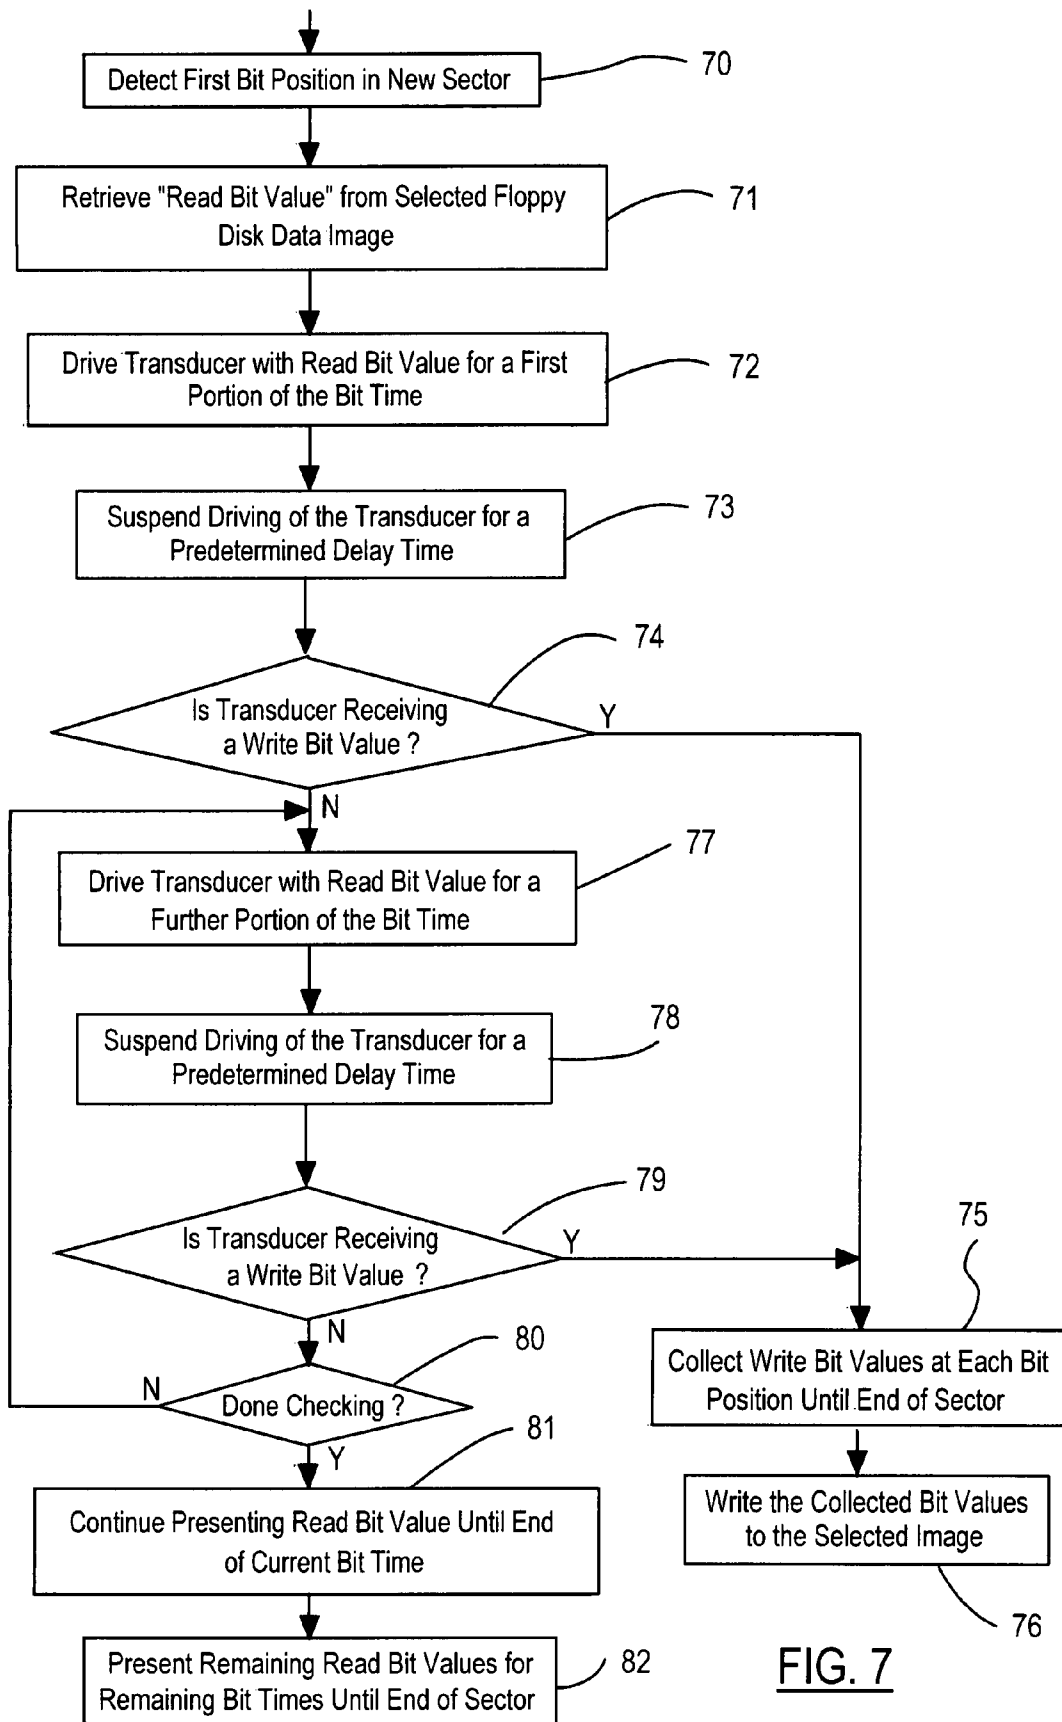 Detect First Bit Position in New Sector
70
Retrieve "Read Bit Value" from Selected Floppy
Disk Data Image
71
Drive Transducer with Read Bit Value for a First
Portion of the Bit Time
72
Suspend Driving of the Transducer for a
Predetermined Delay Time
73
74
Is Transducer Receiving
a Write Bit Value ?
Y
N
77
Drive Transducer with Read Bit Value for a
Further Portion of the Bit Time
78
Suspend Driving of the Transducer for a
Predetermined Delay Time
79
Is Transducer Receiving
a Write Bit Value ?
Y
N
75
Collect Write Bit Values at Each Bit
Position Until End of Sector
80
N
Done Checking ?
Y
81
Write the Collected Bit Values
to the Selected Image
76
Continue Presenting Read Bit Value Until End
of Current Bit Time
Present Remaining Read Bit Values for
Remaining Bit Times Until End of Sector
82
FIG. 7